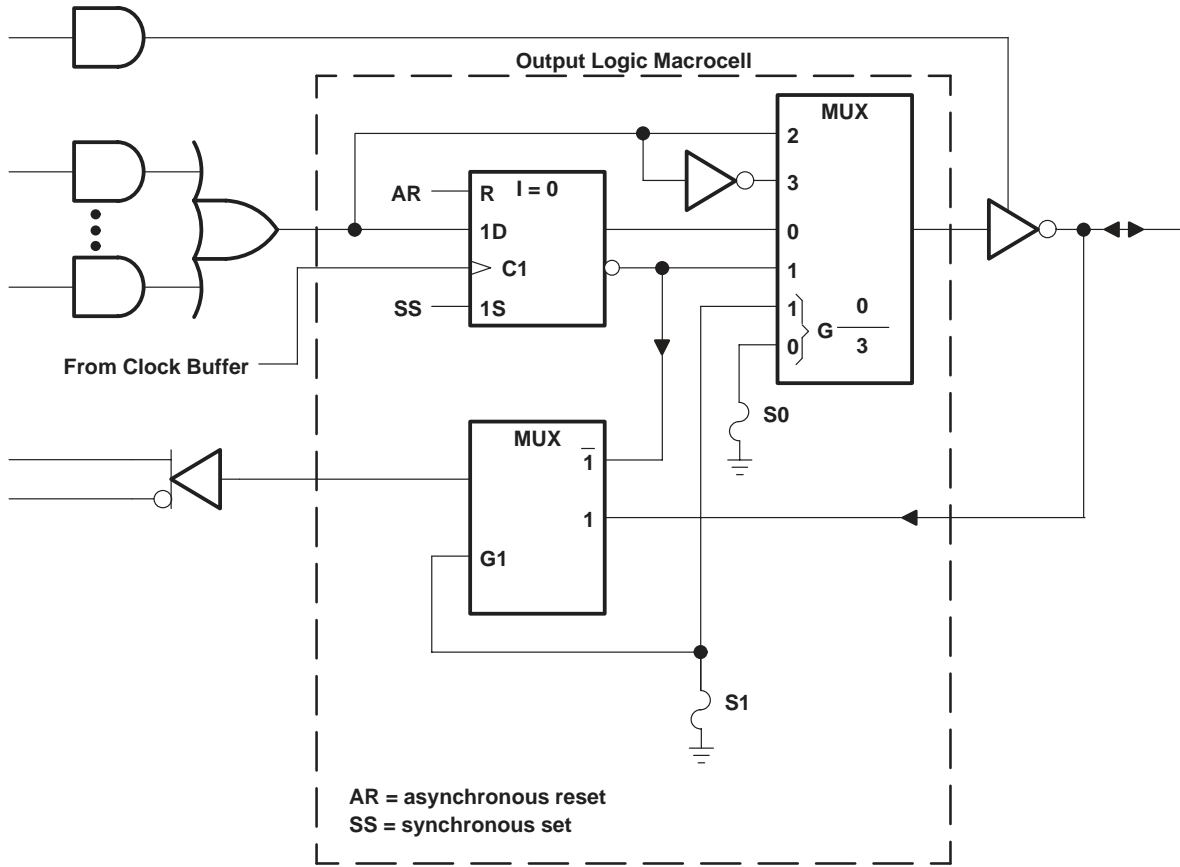 Output Logic Macrocell
MUX
2
3
AR
R
I = 0
1D
0
C1
1
SS
1S
1
0
G
0
3
From Clock Buffer
S0
MUX
1̅
1
G1
S1
AR = asynchronous reset
SS = synchronous set